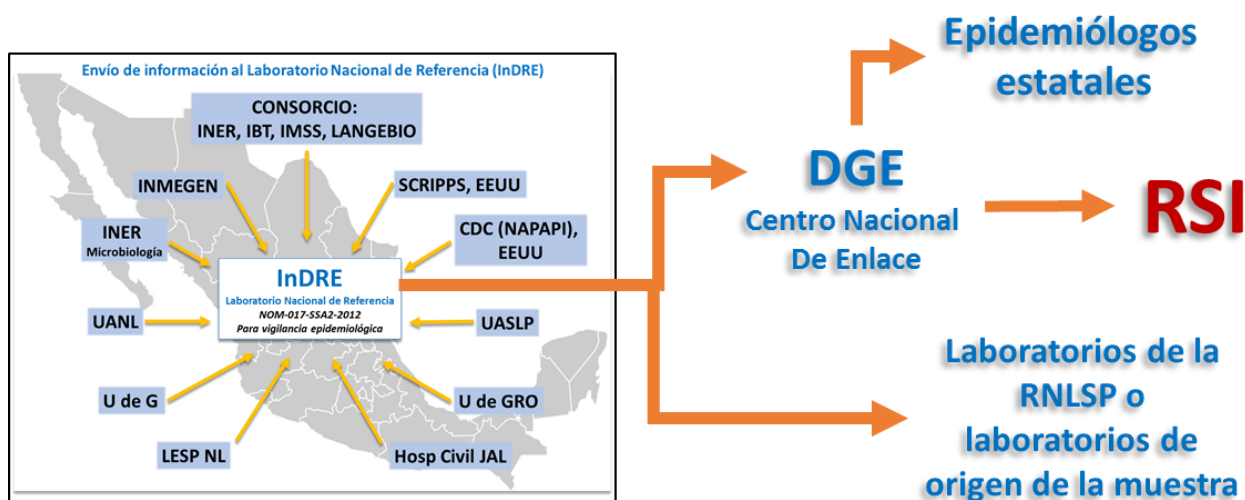 Envío de información al Laboratorio Nacional de Referencia (InDRE)
CONSORCIO:
INER, IBT, IMSS, LANGEBIO
INMEGEN
SCRIPPS, EEUU
INER
Microbiología
CDC (NAPAPI),
EEUU
InDRE
Laboratorio Nacional de Referencia
NOM-017-SSA2-2012
Para vigilancia epidemiológica
UANL
UASLP
U de G
U de GRO
LESP NL
Hosp Civil JAL
Epidemiólogos
estatales
DGE
Centro Nacional
De Enlace
RSI
Laboratorios de la
RNLSP o
laboratorios de
origen de la muestra